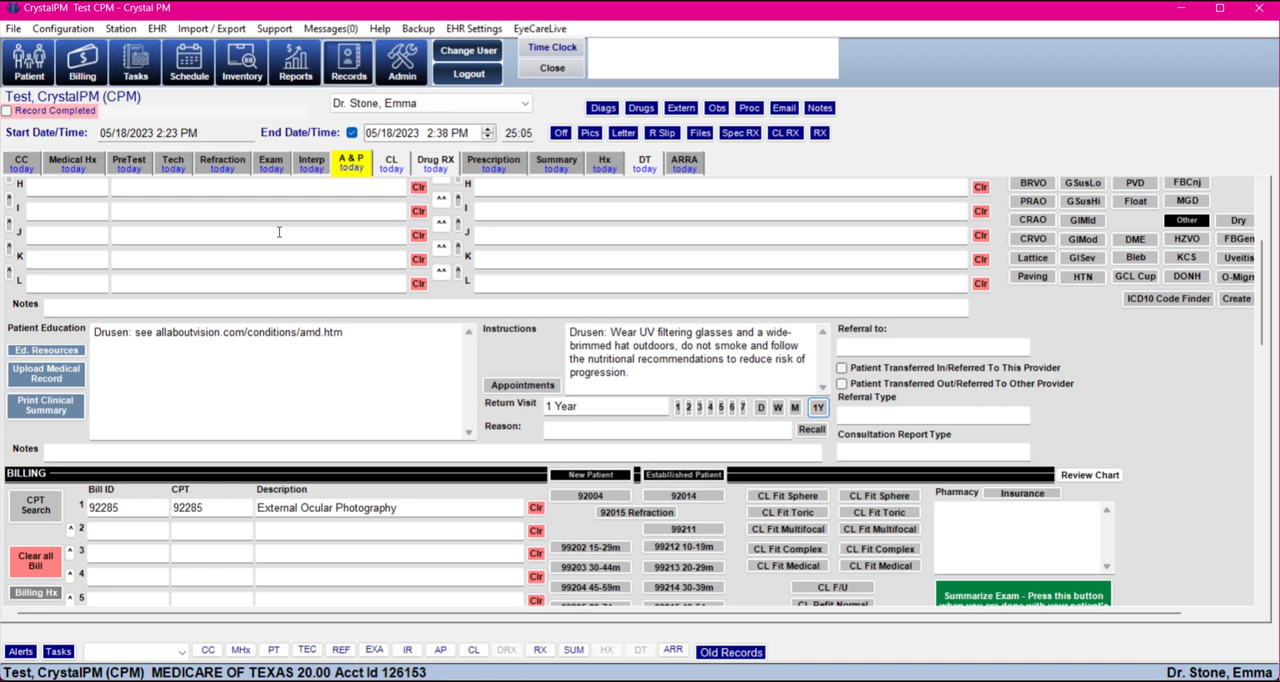 CrystalPM Test CPM - Crystal PM
File Configuration Station EHR Import / Export Support Messages(0) Help Backup EHR Settings EyeCareLive
Patient Billing Tasks Schedule Inventory Reports Records Admin
Change User
Logout
Time Clock
Close
Test, CrystalPM (CPM)
Record Completed
Dr. Stone, Emma
Diags Drugs Extern Obs Proc Email Notes
Start Date/Time: 05/18/2023 2:23 PM End Date/Time: 05/18/2023 2:38 PM 25:05
Off Pics Letter R Slip Files Spec RX CL RX RX
CC Medical Hx PreTest Tech Refraction Exam Interp A & P CL Drug RX Prescription Summary Hx DT ARRA
today today today today today today today today today today today today today today today
H Clr ^^ Clr
I Clr ^^ I Clr
J Clr ^^ J Clr
K Clr ^^ K Clr
L Clr L Clr
BRVO GSusLo PVD FBCnj
PRAO GSusHi Float MGD
CRAO GlMld Other Dry
CRVO GlMod DME HZVO FBGen
Lattice GlSev Bleb KCS Uveitis
Paving HTN GCL Cup DONH O-Migr
ICD10 Code Finder Create
Notes
Patient Education
Ed. Resources
Upload Medical
Record
Print Clinical
Summary
Drusen: see allaboutvision.com/conditions/amd.htm
Instructions
Drusen: Wear UV filtering glasses and a wide-
brimmed hat outdoors, do not smoke and follow
the nutritional recommendations to reduce risk of
progression.
Appointments
Return Visit 1 Year 1 2 3 4 5 6 7 D W M 1Y
Reason: Recall
Referral to:
Patient Transferred In/Referred To This Provider
Patient Transferred Out/Referred To Other Provider
Referral Type
Consultation Report Type
Notes
BILLING
New Patient Established Patient
Review Chart
CPT
Search
Clear all
Bill
Billing Hx
Bill ID CPT Description
1 92285 92285 External Ocular Photography Clr
^ 2 Clr
^ 3 Clr
^ 4 Clr
^ 5 Clr
92004 92014
92015 Refraction
99211
99202 15-29m 99212 10-19m
99203 30-44m 99213 20-29m
99204 45-59m 99214 30-39m
CL Fit Sphere CL Fit Sphere
CL Fit Toric CL Fit Toric
CL Fit Multifocal CL Fit Multifocal
CL Fit Complex CL Fit Complex
CL Fit Medical CL Fit Medical
CL F/U
CL Refit Normal
Pharmacy Insurance
Summarize Exam - Press this button
when you are done with your patient's
Alerts Tasks CC MHx PT TEC REF EXA IR AP CL DRX RX SUM HX DT ARR Old Records
Test, CrystalPM (CPM) MEDICARE OF TEXAS 20.00 Acct Id 126153 Dr. Stone, Emma